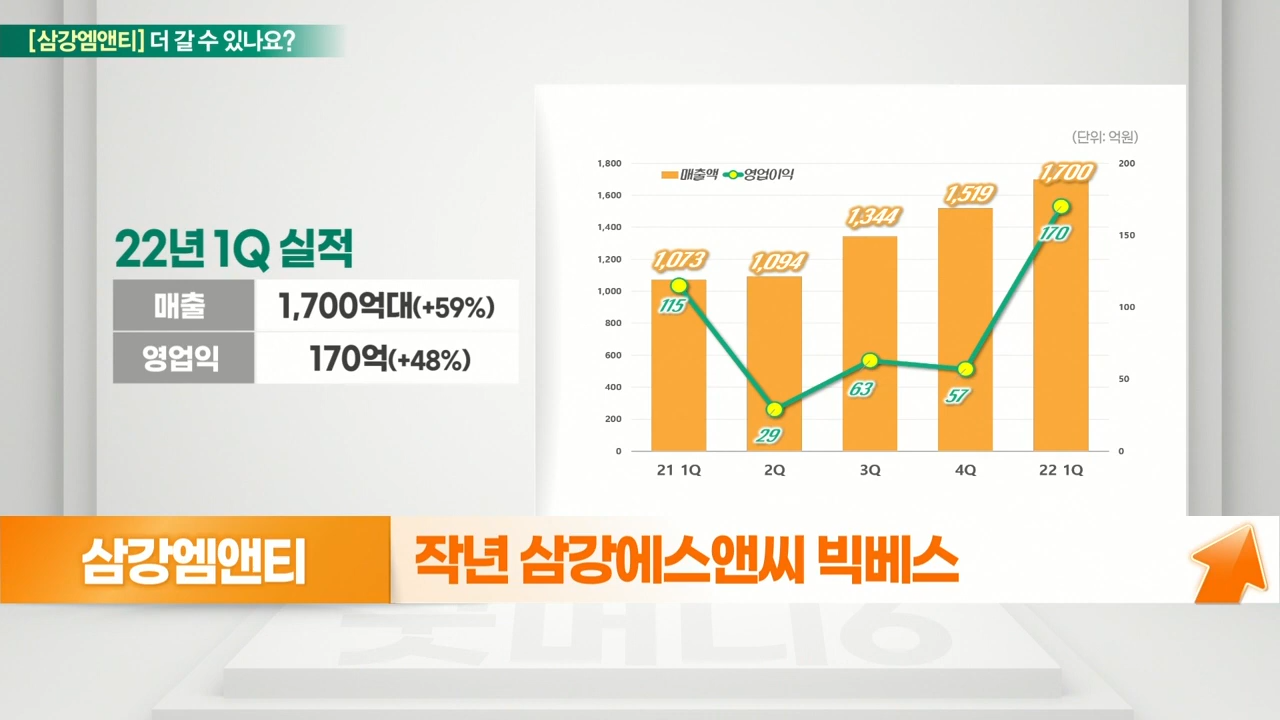 [삼강엠앤티] 더 갈 수 있나요?
22년 1Q 실적
매출 1,700억대(+59%)
영업익 170억(+48%)
(단위: 억원)
매출액 영업이익
1,800
1,600
1,400
1,200
1,000
800
600
400
200
0
200
150
100
50
0
1,073
1,094
1,344
1,519
1,700
115
29
63
57
170
21 1Q 2Q 3Q 4Q 22 1Q
삼강엠앤티
작년 삼강에스앤씨 빅베스
굿머니6